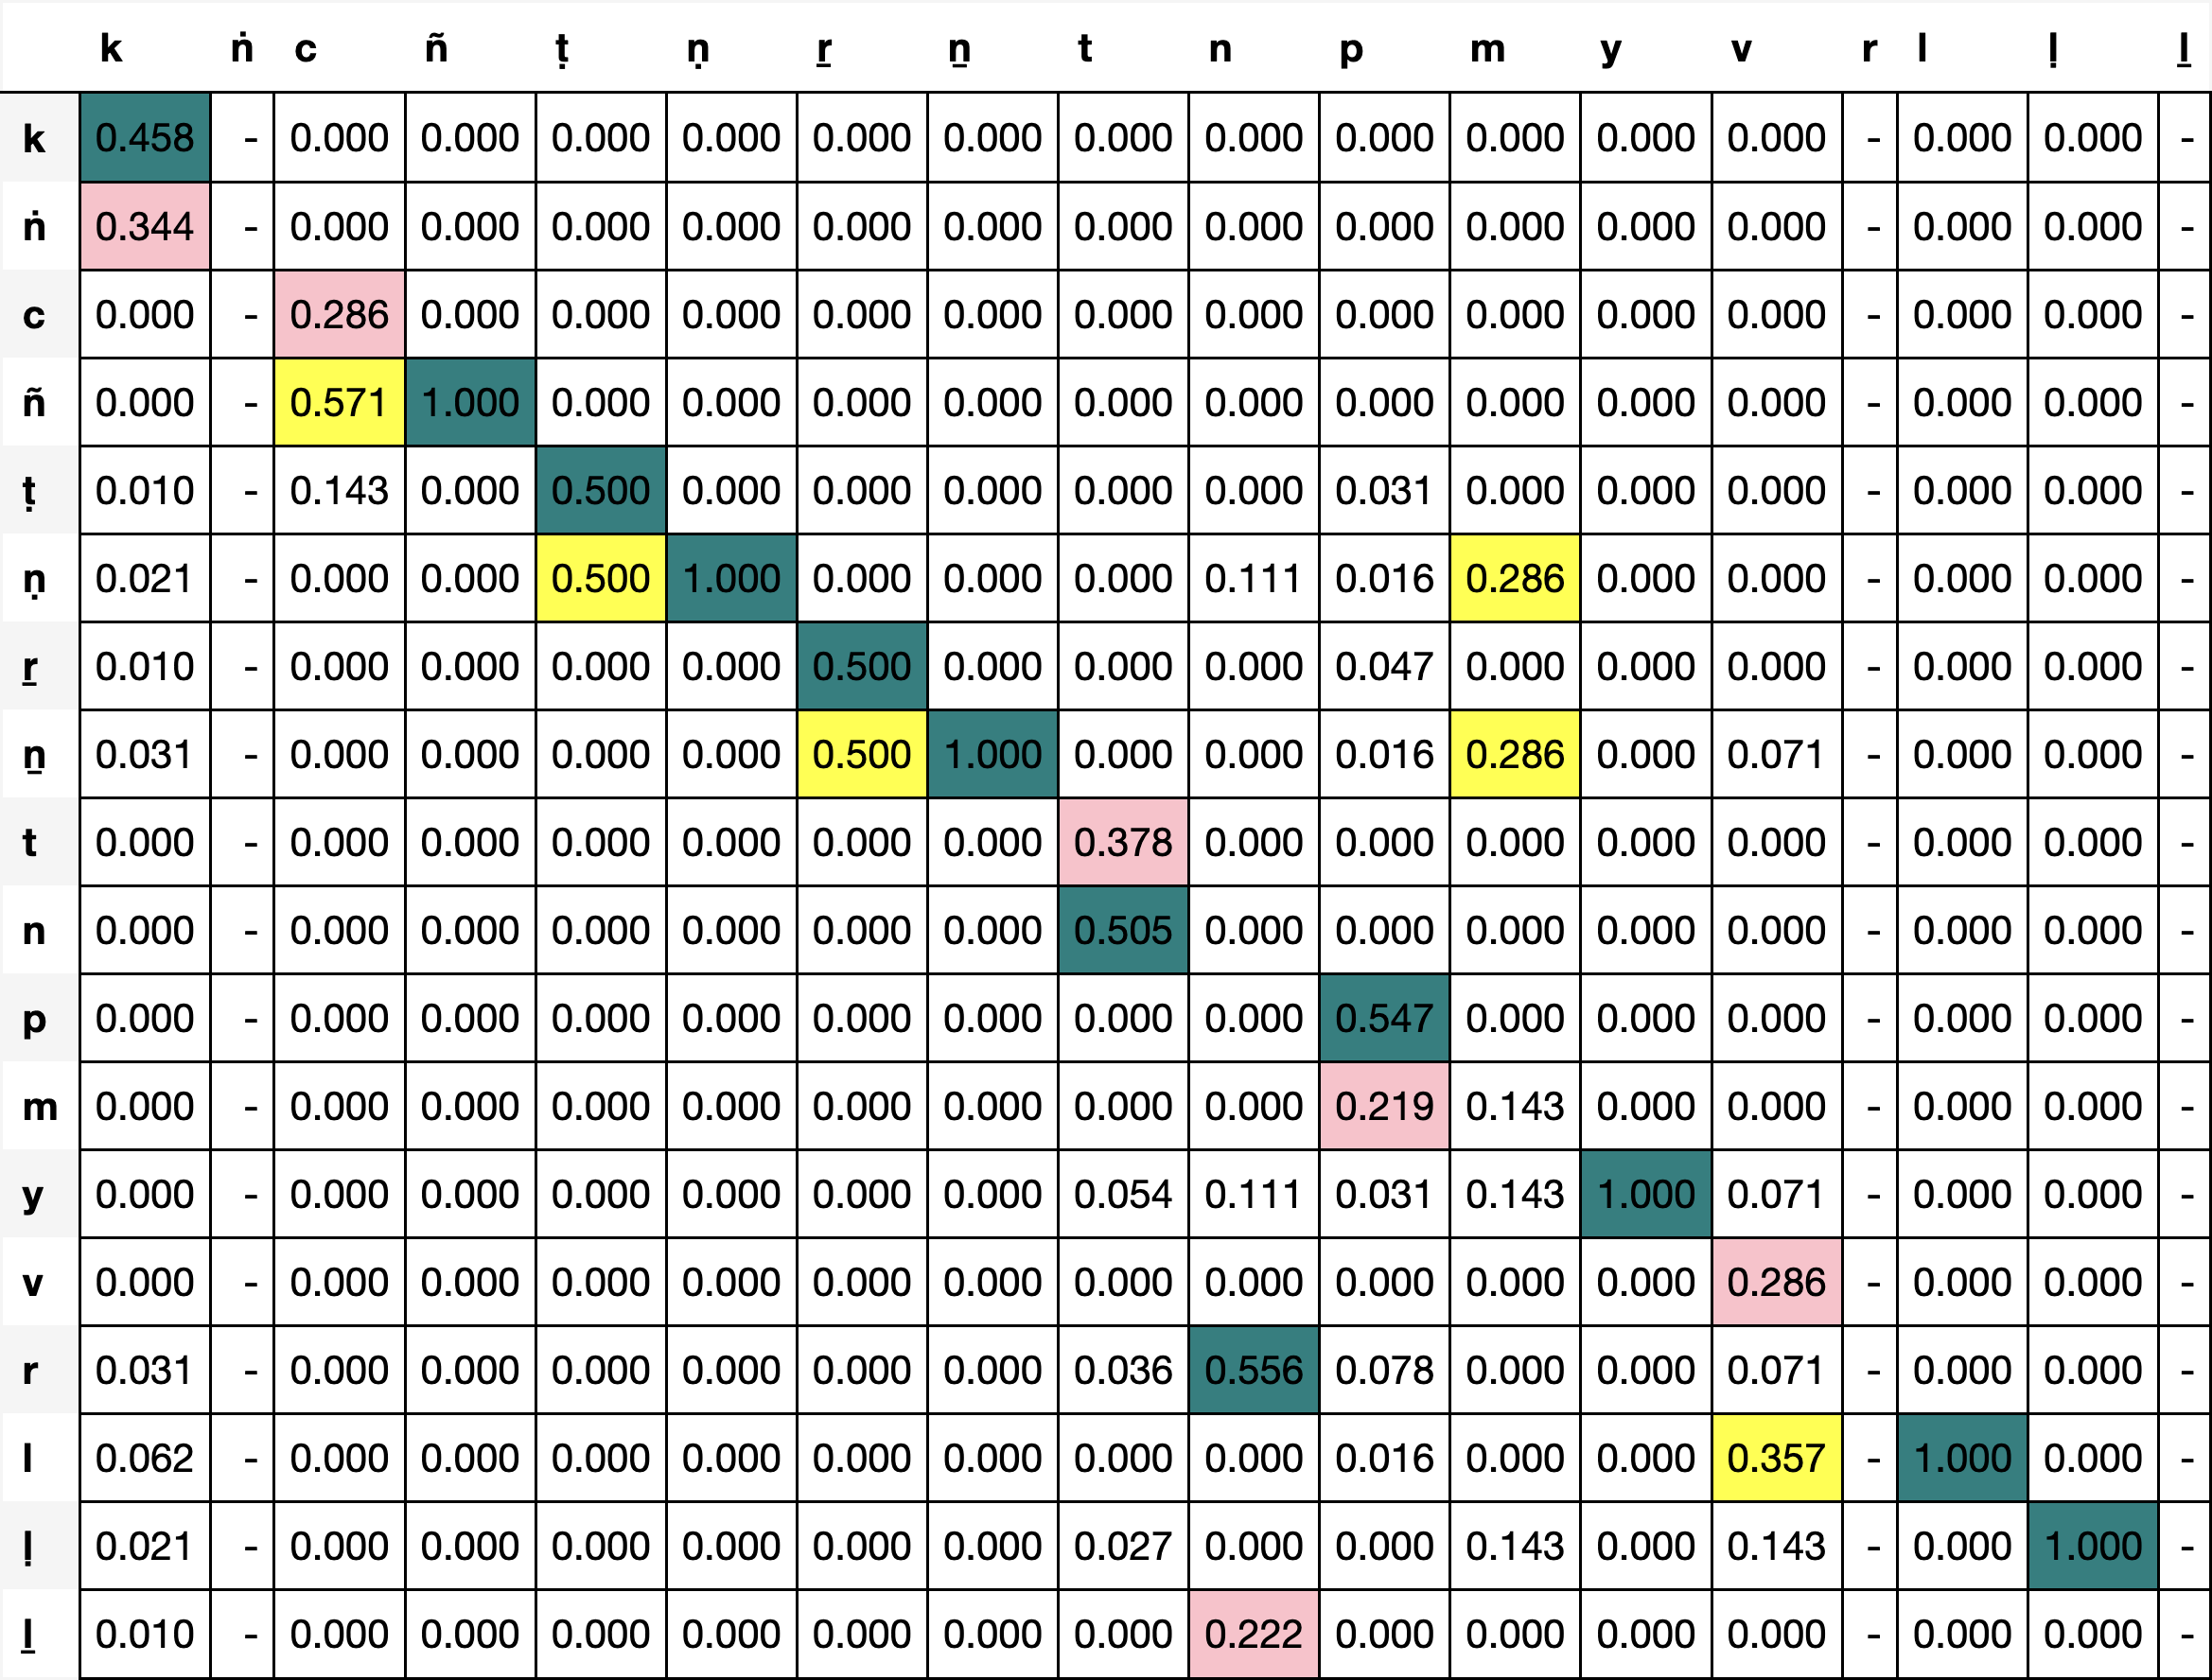 k ṅ c ñ ṭ ṇ ṟ ṉ t n p m y v r l ḷ ḻ
k 0.458 - 0.000 0.000 0.000 0.000 0.000 0.000 0.000 0.000 0.000 0.000 0.000 0.000 - 0.000 0.000 -
ṅ 0.344 - 0.000 0.000 0.000 0.000 0.000 0.000 0.000 0.000 0.000 0.000 0.000 0.000 - 0.000 0.000 -
c 0.000 - 0.286 0.000 0.000 0.000 0.000 0.000 0.000 0.000 0.000 0.000 0.000 0.000 - 0.000 0.000 -
ñ 0.000 - 0.571 1.000 0.000 0.000 0.000 0.000 0.000 0.000 0.000 0.000 0.000 0.000 - 0.000 0.000 -
ṭ 0.010 - 0.143 0.000 0.500 0.000 0.000 0.000 0.000 0.000 0.031 0.000 0.000 0.000 - 0.000 0.000 -
ṇ 0.021 - 0.000 0.000 0.500 1.000 0.000 0.000 0.000 0.111 0.016 0.286 0.000 0.000 - 0.000 0.000 -
ṟ 0.010 - 0.000 0.000 0.000 0.000 0.500 0.000 0.000 0.000 0.047 0.000 0.000 0.000 - 0.000 0.000 -
ṉ 0.031 - 0.000 0.000 0.000 0.000 0.500 1.000 0.000 0.000 0.016 0.286 0.000 0.071 - 0.000 0.000 -
t 0.000 - 0.000 0.000 0.000 0.000 0.000 0.000 0.378 0.000 0.000 0.000 0.000 0.000 - 0.000 0.000 -
n 0.000 - 0.000 0.000 0.000 0.000 0.000 0.000 0.505 0.000 0.000 0.000 0.000 0.000 - 0.000 0.000 -
p 0.000 - 0.000 0.000 0.000 0.000 0.000 0.000 0.000 0.000 0.547 0.000 0.000 0.000 - 0.000 0.000 -
m 0.000 - 0.000 0.000 0.000 0.000 0.000 0.000 0.000 0.000 0.219 0.143 0.000 0.000 - 0.000 0.000 -
y 0.000 - 0.000 0.000 0.000 0.000 0.000 0.000 0.054 0.111 0.031 0.143 1.000 0.071 - 0.000 0.000 -
v 0.000 - 0.000 0.000 0.000 0.000 0.000 0.000 0.000 0.000 0.000 0.000 0.000 0.286 - 0.000 0.000 -
r 0.031 - 0.000 0.000 0.000 0.000 0.000 0.000 0.036 0.556 0.078 0.000 0.000 0.071 - 0.000 0.000 -
l 0.062 - 0.000 0.000 0.000 0.000 0.000 0.000 0.000 0.000 0.016 0.000 0.000 0.357 - 1.000 0.000 -
ḷ 0.021 - 0.000 0.000 0.000 0.000 0.000 0.000 0.027 0.000 0.000 0.143 0.000 0.143 - 0.000 1.000 -
ḻ 0.010 - 0.000 0.000 0.000 0.000 0.000 0.000 0.000 0.222 0.000 0.000 0.000 0.000 - 0.000 0.000 -